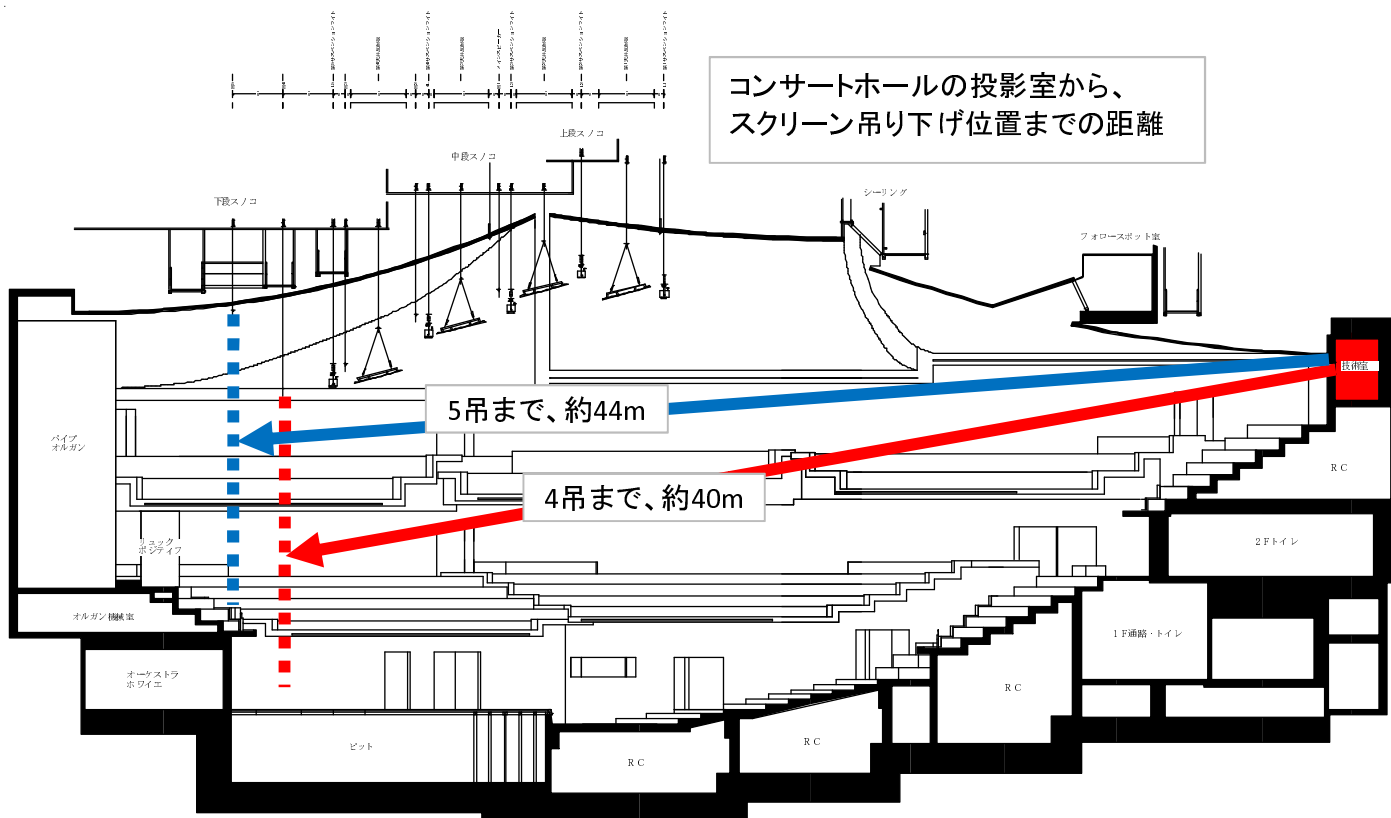 コンサートホールの投影室から、
スクリーン吊り下げ位置までの距離
上段スノコ
中段スノコ
下段スノコ
シーリング
フォロースポット室
技術室
5吊まで、約44m
4吊まで、約40m
パイプ
オルガン
リュック
ポジティフ
オルガン機械室
オーケストラ
ホワイエ
ピット
RC
RC
RC
RC
2Fトイレ
1F通路・トイレ